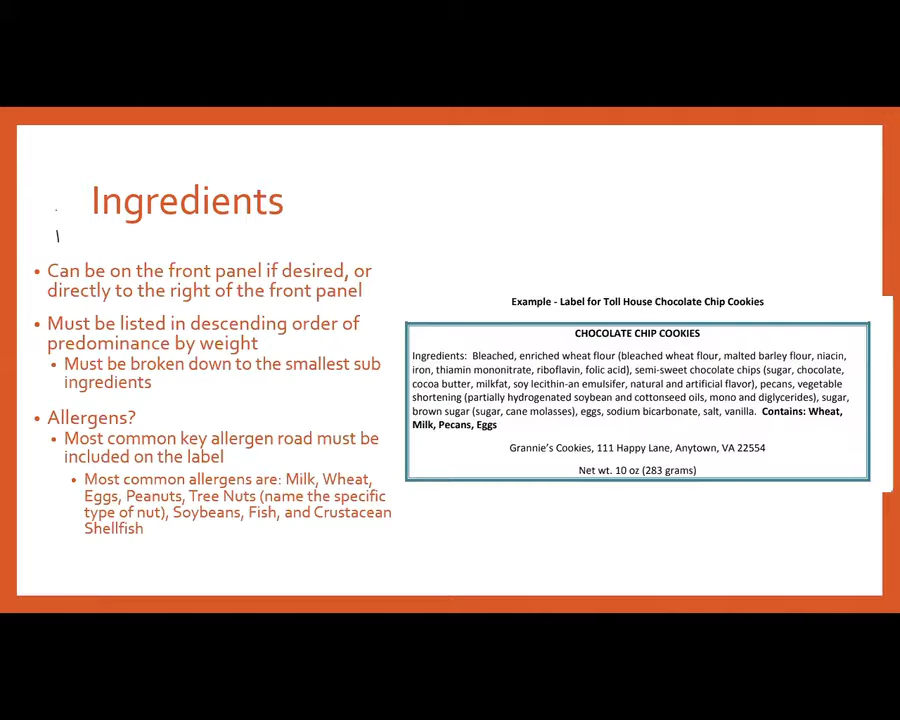 Ingredients
• Can be on the front panel if desired, or
directly to the right of the front panel
• Must be listed in descending order of
predominance by weight
• Must be broken down to the smallest sub
ingredients
• Allergens?
• Most common key allergen road must be
included on the label
• Most common allergens are: Milk, Wheat,
Eggs, Peanuts, Tree Nuts (name the specific
type of nut), Soybeans, Fish, and Crustacean
Shellfish
Example - Label for Toll House Chocolate Chip Cookies
CHOCOLATE CHIP COOKIES
Ingredients: Bleached, enriched wheat flour (bleached wheat flour, malted barley flour, niacin,
iron, thiamin mononitrate, riboflavin, folic acid), semi-sweet chocolate chips (sugar, chocolate,
cocoa butter, milkfat, soy lecithin-an emulsifer, natural and artificial flavor), pecans, vegetable
shortening (partially hydrogenated soybean and cottonseed oils, mono and diglycerides), sugar,
brown sugar (sugar, cane molasses), eggs, sodium bicarbonate, salt, vanilla. Contains: Wheat,
Milk, Pecans, Eggs
Grannie's Cookies, 111 Happy Lane, Anytown, VA 22554
Net wt. 10 oz (283 grams)